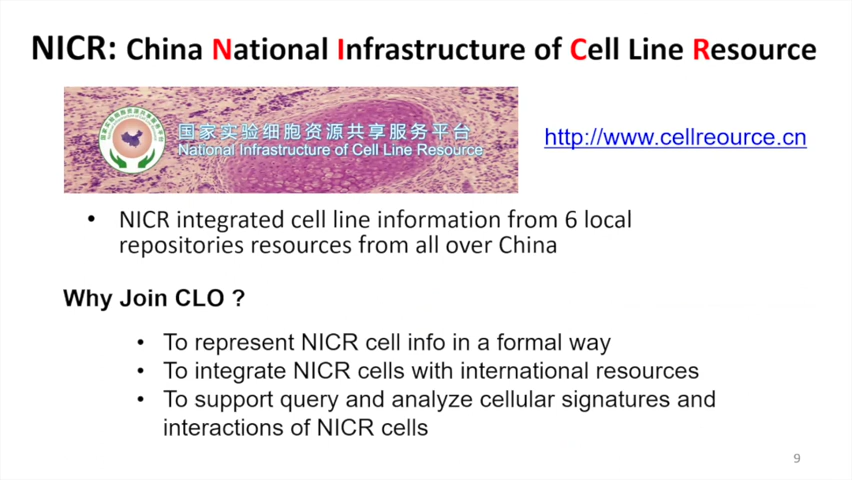 NICR: China National Infrastructure of Cell Line Resource
国家实验细胞资源共享服务平台
National Infrastructure of Cell Line Resource
http://www.cellreource.cn
• NICR integrated cell line information from 6 local
repositories resources from all over China
Why Join CLO ?
• To represent NICR cell info in a formal way
• To integrate NICR cells with international resources
• To support query and analyze cellular signatures and
interactions of NICR cells
9